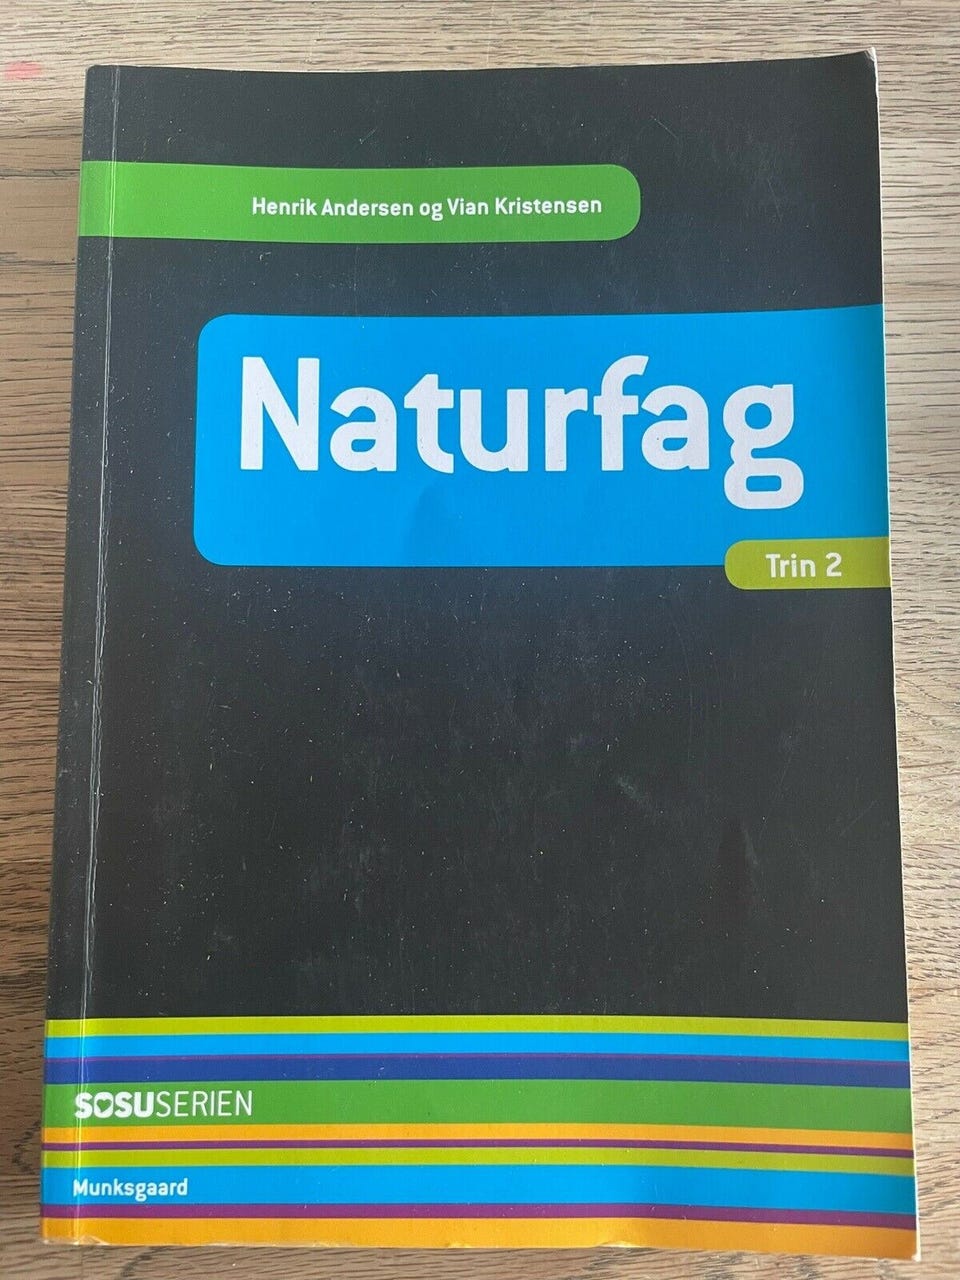 Henrik Andersen og Vian Kristensen
Naturfag
Trin 2
SOSUSERIEN
Munksgaard